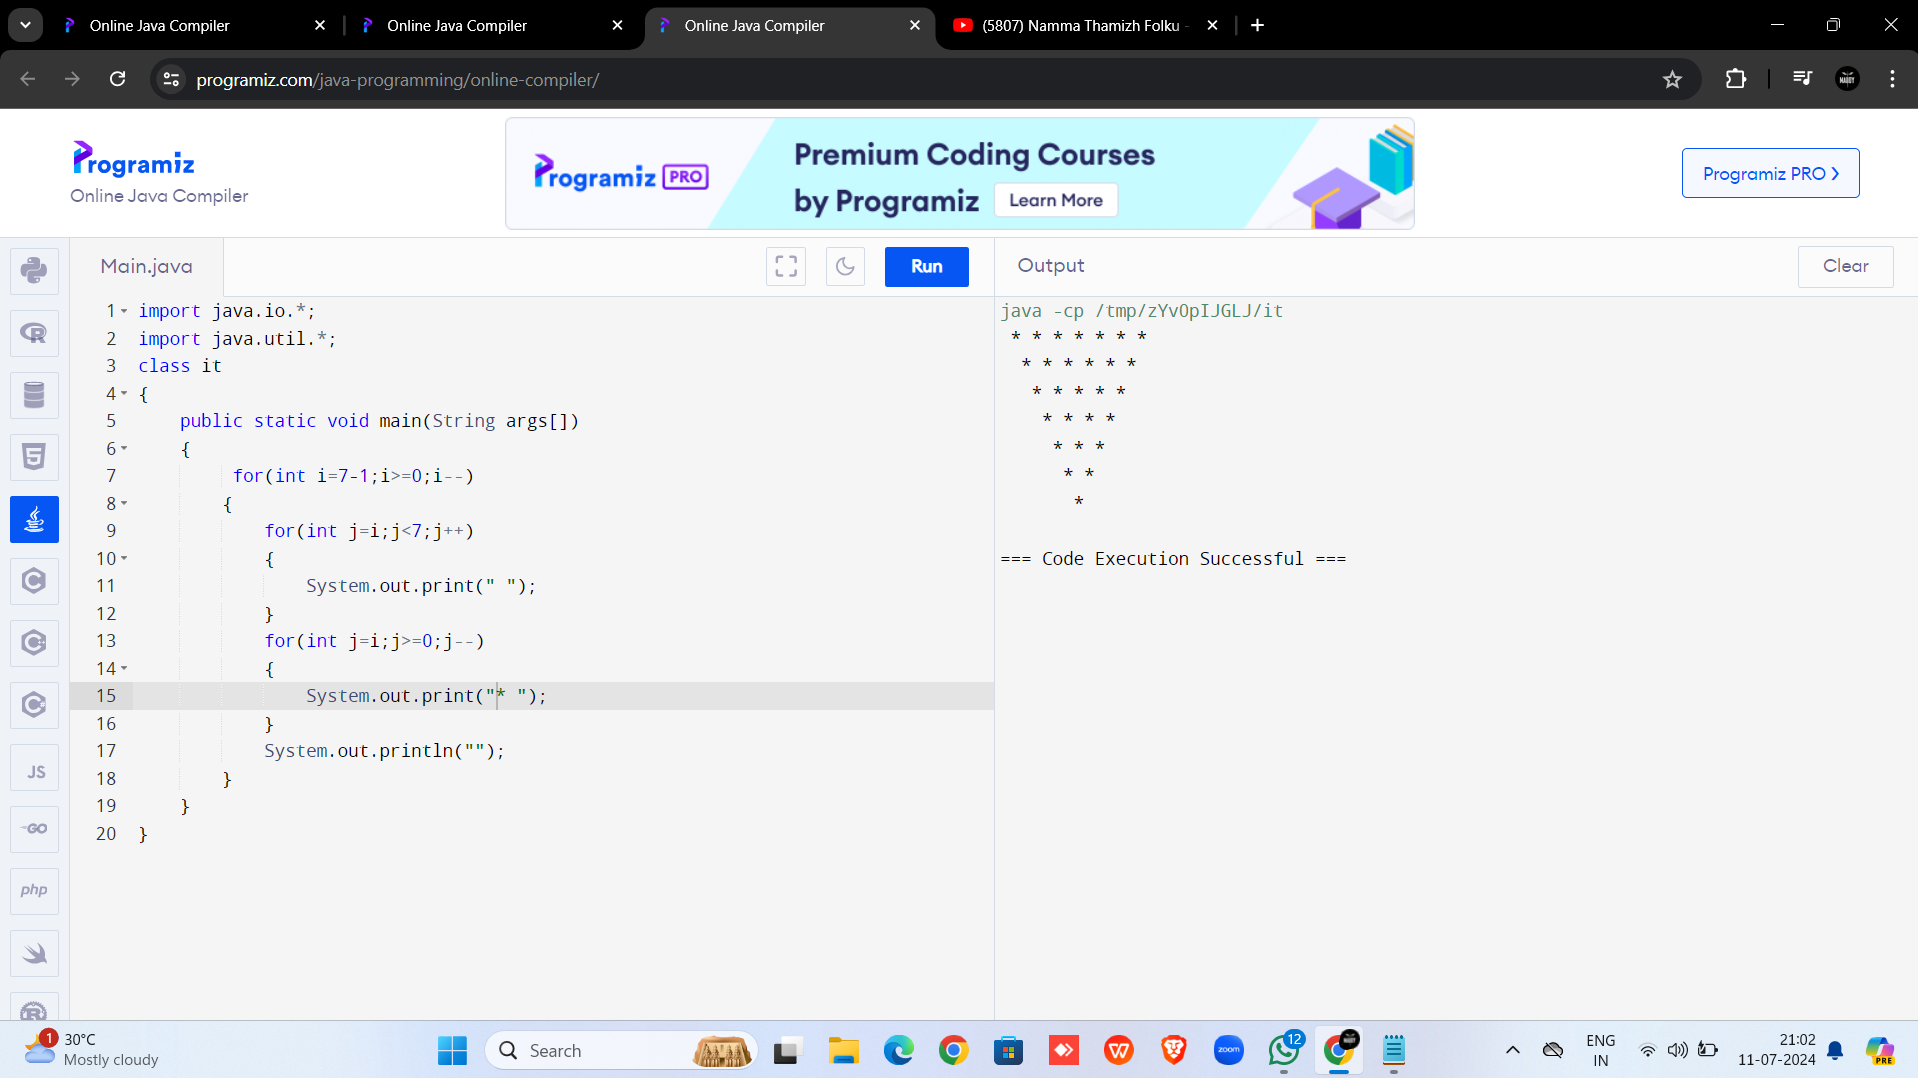 Online Java Compiler
Online Java Compiler
Online Java Compiler
(5807) Namma Thamizh Folku -
programiz.com/java-programming/online-compiler/
Programiz
Online Java Compiler
Programiz PRO
Premium Coding Courses
by Programiz Learn More
Programiz PRO >
Main.java
Run
Output
Clear
1 import java.io.*;
2 import java.util.*;
3 class it
4 {
5 public static void main(String args[])
6 {
7 for(int i=7-1;i>=0;i--)
8 {
9 for(int j=i;j<7;j++)
10 {
11 System.out.print(" ");
12 }
13 for(int j=i;j>=0;j--)
14 {
15 System.out.print("* ");
16 }
17 System.out.println("");
18 }
19 }
20 }
java -cp /tmp/zYvOpIJGLJ/it
* * * * * * *
* * * * * *
* * * * *
* * * *
* * *
* *
*
=== Code Execution Successful ===
R
5
C
C
C
JS
GO
php
R
1
30°C
Mostly cloudy
Search
zoom
12
ENG
IN
21:02
11-07-2024
PRE